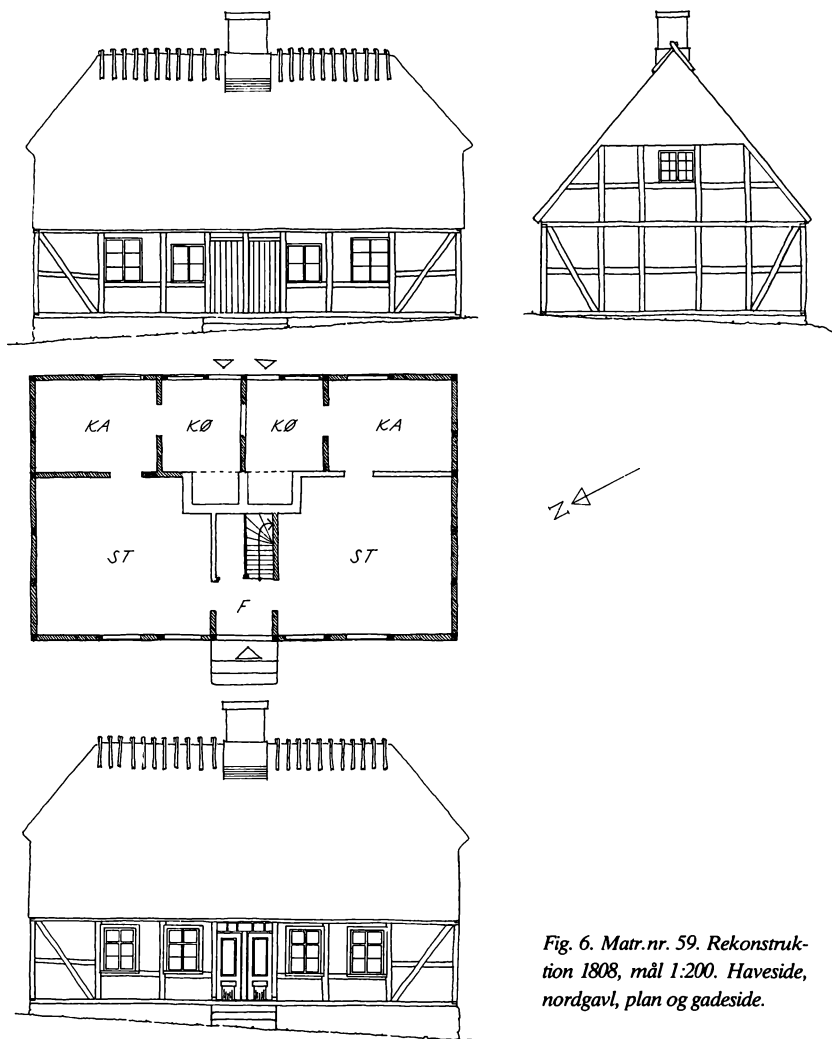 KA
KØ
KØ
KA
N
ST
ST
F
Fig. 6. Matr.nr. 59. Rekonstruk-
tion 1808, mål 1:200. Haveside,
nordgavl, plan og gadeside.